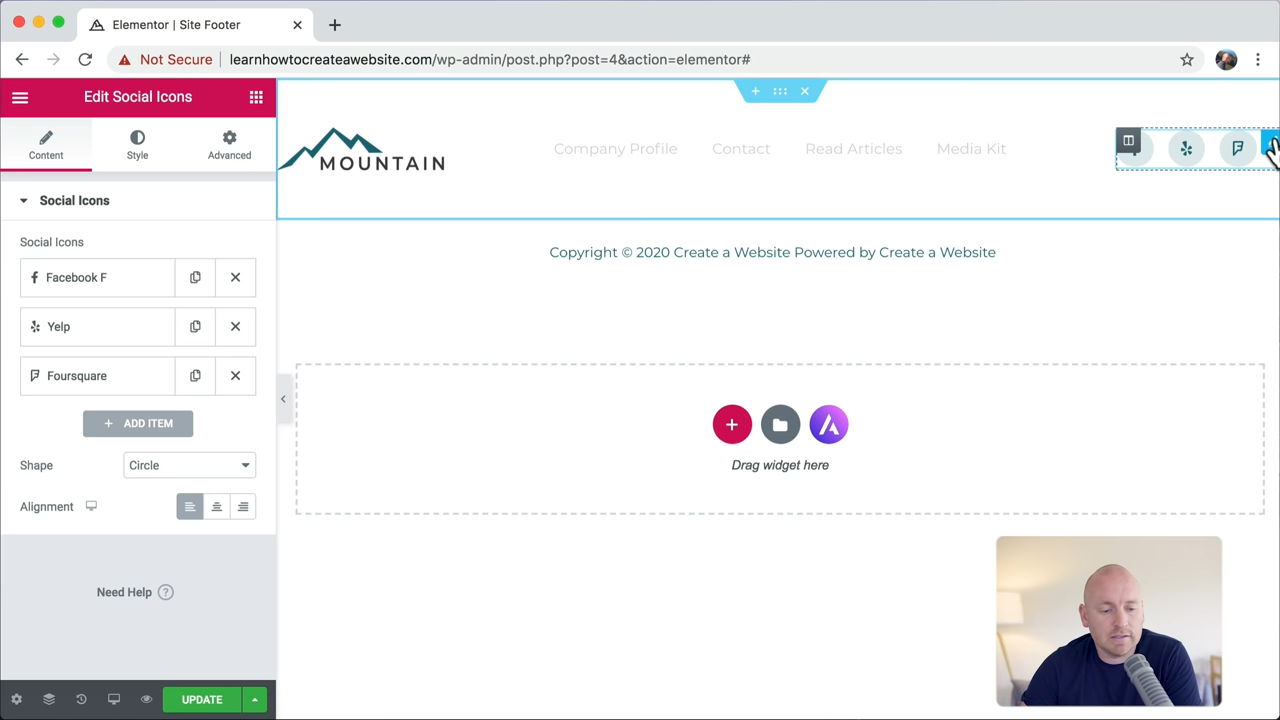 Elementor | Site Footer
Not Secure
learnhowtocreateawebsite.com/wp-admin/post.php?post=4&action=elementor#
Edit Social Icons
Content
Style
Advanced
Social Icons
Social Icons
Facebook F
Yelp
Foursquare
+ ADD ITEM
Shape
Circle
Alignment
Need Help
?
UPDATE
MOUNTAIN
Company Profile
Contact
Read Articles
Media Kit
Copyright © 2020 Create a Website Powered by Create a Website
Drag widget here